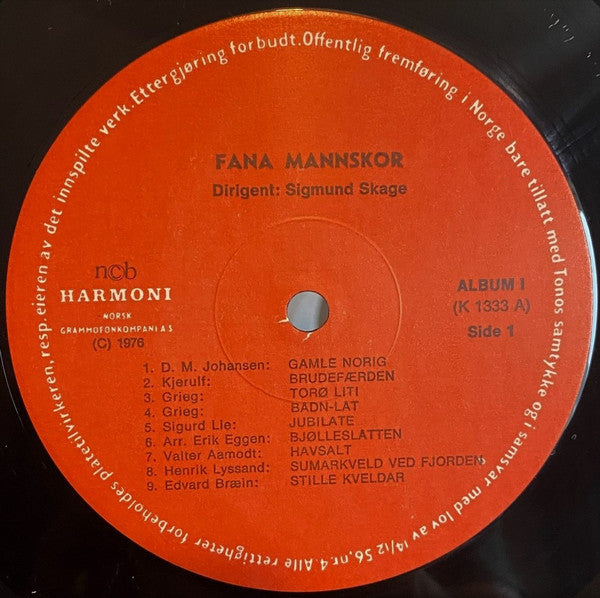 FANA MANNSKOR
Dirigent: Sigmund Skage
ncb
HARMONI
NORSK
GRAMMOFONKOMPANI A S
(C) 1976
ALBUM I
(K 1333 A)
Side 1
1. D. M. Johansen: GAMLE NORIG
2. Kjerulf: BRUDEFÆRDEN
3. Grieg: TORØ LITI
4. Grieg: BADN-LÅT
5. Sigurd Lie: JUBILATE
6. Arr. Erik Eggen: BJØLLESLÅTTEN
7. Valter Aamodt: HAVSALT
8. Henrik Lyssand: SUMARKVELD VED FJORDEN
9. Edvard Bræin: STILLE KVELDAR
Alle rettigheter forbeholdes platetilvirkeren, resp. eieren av det innspilte verk. Ettergjøring forbudt. Offentlig fremføring i Norge bare tillatt med Tonos samtykke og i samsvar med lov av 14/12 56, nr. 4.